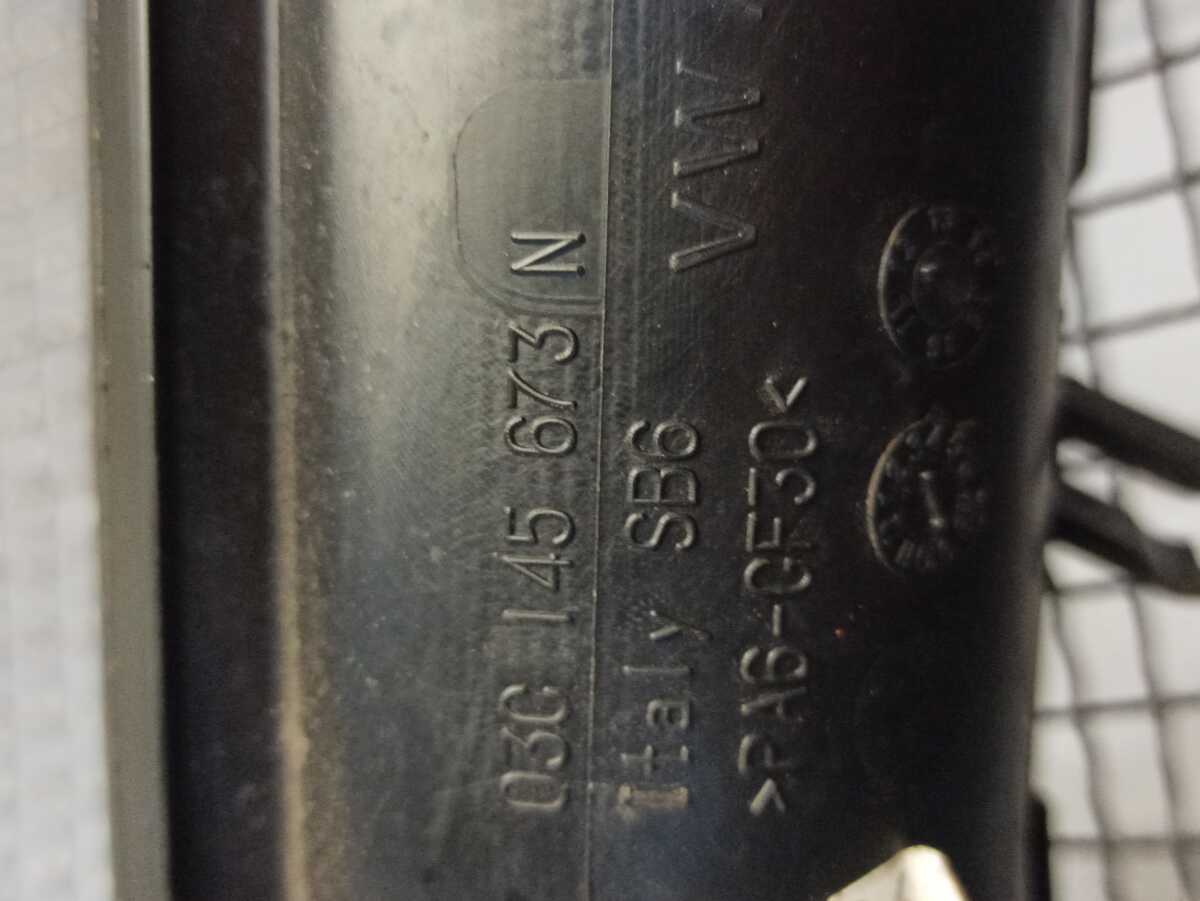 03C 145 673 N
Italy SB6 VW
>PA6-GF30<